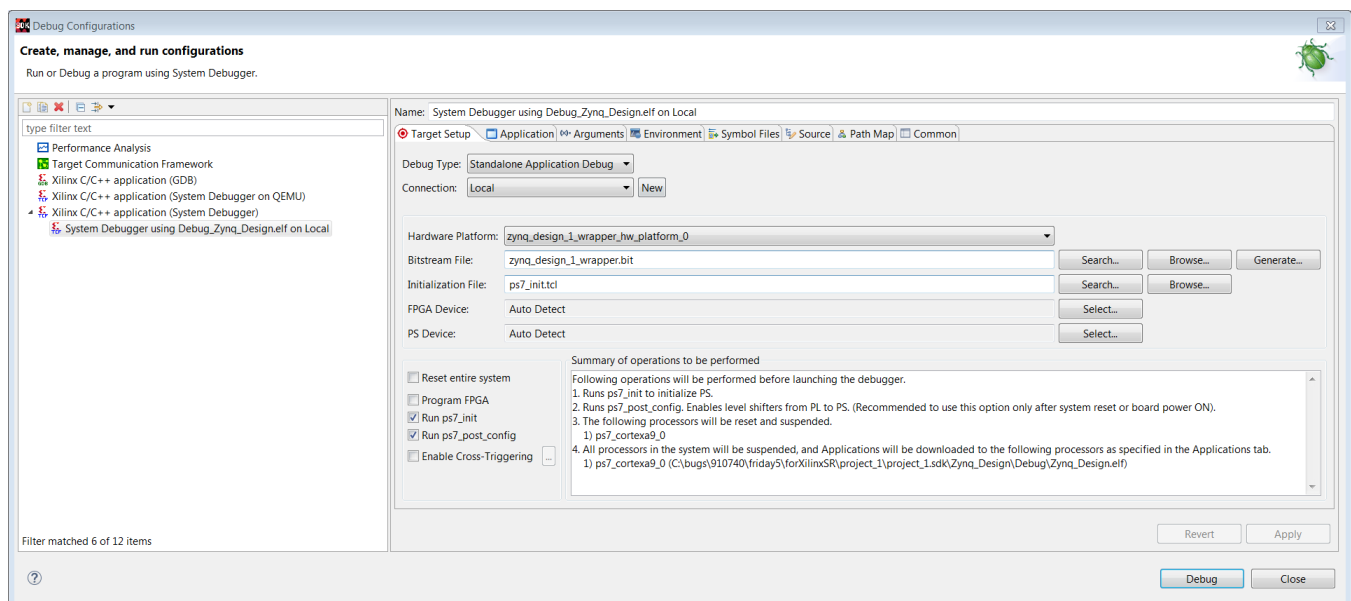 SDK Debug Configurations
Create, manage, and run configurations
Run or Debug a program using System Debugger.
type filter text
Performance Analysis
Target Communication Framework
Xilinx C/C++ application (GDB)
Xilinx C/C++ application (System Debugger on QEMU)
Xilinx C/C++ application (System Debugger)
System Debugger using Debug_Zynq_Design.elf on Local
Filter matched 6 of 12 items
Name: System Debugger using Debug_Zynq_Design.elf on Local
Target Setup Application Arguments Environment Symbol Files Source Path Map Common
Debug Type: Standalone Application Debug
Connection: Local New
Hardware Platform: zynq_design_1_wrapper_hw_platform_0
Bitstream File: zynq_design_1_wrapper.bit Search... Browse... Generate...
Initialization File: ps7_init.tcl Search... Browse...
FPGA Device: Auto Detect Select...
PS Device: Auto Detect Select...
Reset entire system
Program FPGA
Run ps7_init
Run ps7_post_config
Enable Cross-Triggering ...
Summary of operations to be performed
Following operations will be performed before launching the debugger.
1. Runs ps7_init to initialize PS.
2. Runs ps7_post_config. Enables level shifters from PL to PS. (Recommended to use this option only after system reset or board power ON).
3. The following processors will be reset and suspended.
1) ps7_cortexa9_0
4. All processors in the system will be suspended, and Applications will be downloaded to the following processors as specified in the Applications tab.
1) ps7_cortexa9_0 (C:\bugs\910740\friday5\forXilinxSR\project_1\project_1.sdk\Zynq_Design\Debug\Zynq_Design.elf)
Revert Apply
? Debug Close